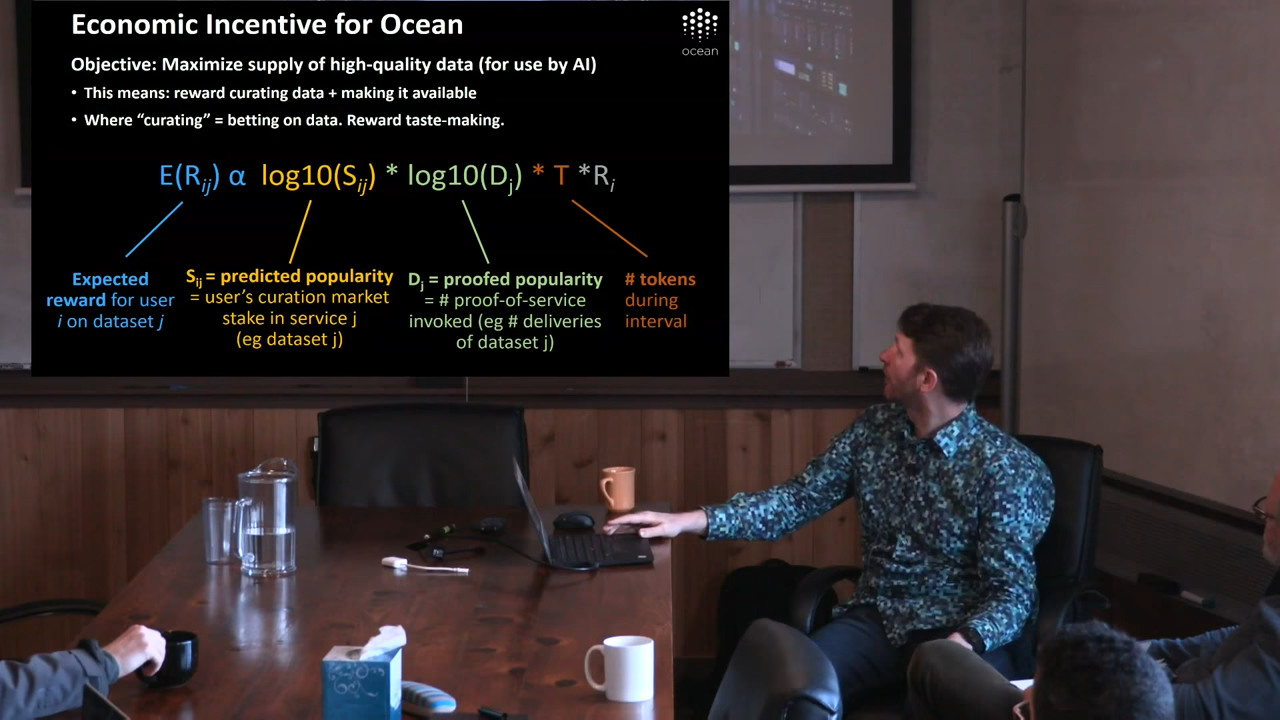 Economic Incentive for Ocean
ocean
Objective: Maximize supply of high-quality data (for use by AI)
• This means: reward curating data + making it available
• Where “curating” = betting on data. Reward taste-making.
E(Rij) α log10(Sij) * log10(Dj) * T *Ri
Expected
reward for user
i on dataset j
Sij = predicted popularity
= user’s curation market
stake in service j
(eg dataset j)
Dj = proofed popularity
= # proof-of-service
invoked (eg # deliveries
of dataset j)
# tokens
during
interval